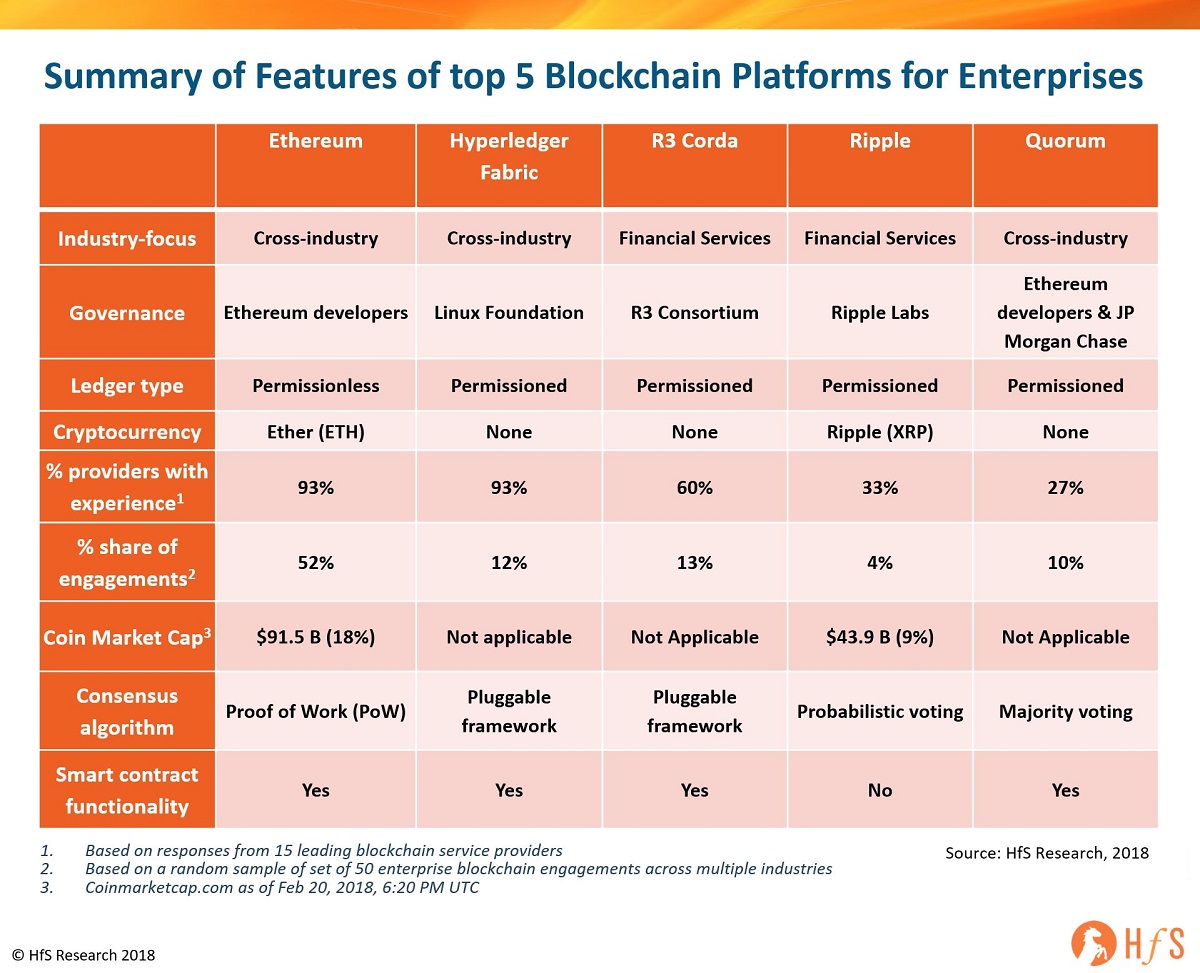 Summary of Features of top 5 Blockchain Platforms for Enterprises
Ethereum
Hyperledger
Fabric
R3 Corda
Ripple
Quorum
Industry-focus
Cross-industry
Cross-industry
Financial Services
Financial Services
Cross-industry
Governance
Ethereum developers
Linux Foundation
R3 Consortium
Ripple Labs
Ethereum
developers & JP
Morgan Chase
Ledger type
Permissionless
Permissioned
Permissioned
Permissioned
Permissioned
Cryptocurrency
Ether (ETH)
None
None
Ripple (XRP)
None
% providers with
experience¹
93%
93%
60%
33%
27%
% share of
engagements²
52%
12%
13%
4%
10%
Coin Market Cap³
$91.5 B (18%)
Not applicable
Not Applicable
$43.9 B (9%)
Not Applicable
Consensus
algorithm
Proof of Work (PoW)
Pluggable
framework
Pluggable
framework
Probabilistic voting
Majority voting
Smart contract
functionality
Yes
Yes
Yes
No
Yes
1. Based on responses from 15 leading blockchain service providers
2. Based on a random sample of set of 50 enterprise blockchain engagements across multiple industries
3. Coinmarketcap.com as of Feb 20, 2018, 6:20 PM UTC
Source: HfS Research, 2018
© HfS Research 2018
HfS